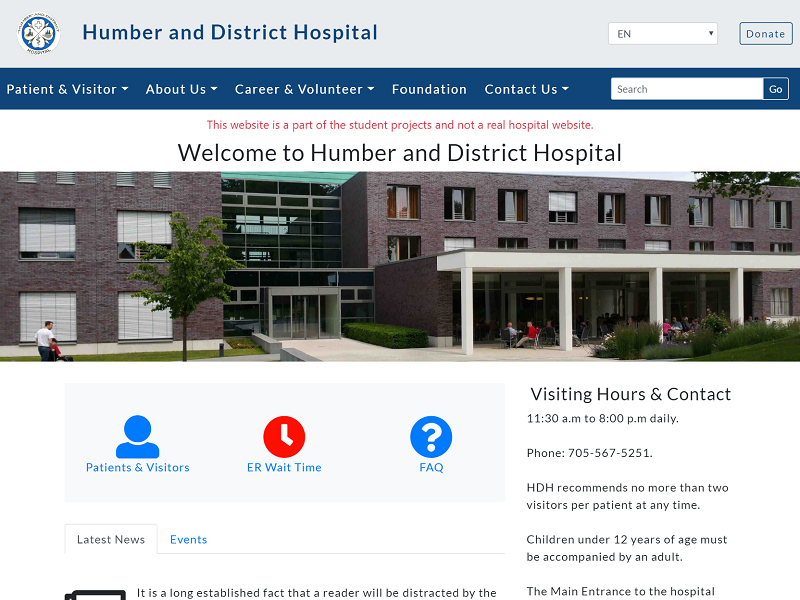 Humber and District Hospital
EN
Donate
Patient & Visitor
About Us
Career & Volunteer
Foundation
Contact Us
Search
Go
This website is a part of the student projects and not a real hospital website.
Welcome to Humber and District Hospital
Patients & Visitors
ER Wait Time
FAQ
Latest News
Events
It is a long established fact that a reader will be distracted by the
Visiting Hours & Contact
11:30 a.m to 8:00 p.m daily.
Phone: 705-567-5251.
HDH recommends no more than two
visitors per patient at any time.
Children under 12 years of age must
be accompanied by an adult.
The Main Entrance to the hospital